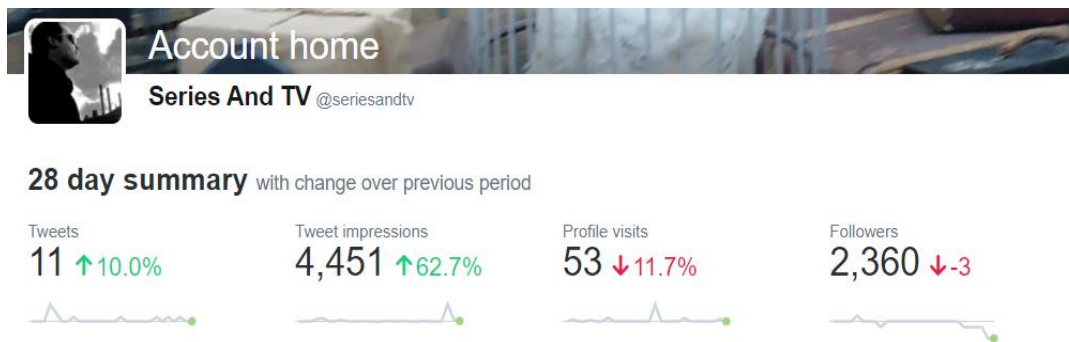 Account home
Series And TV @seriesandtv
28 day summary with change over previous period
Tweets
11 ↑10.0%
Tweet impressions
4,451 ↑62.7%
Profile visits
53 ↓11.7%
Followers
2,360 ↓-3